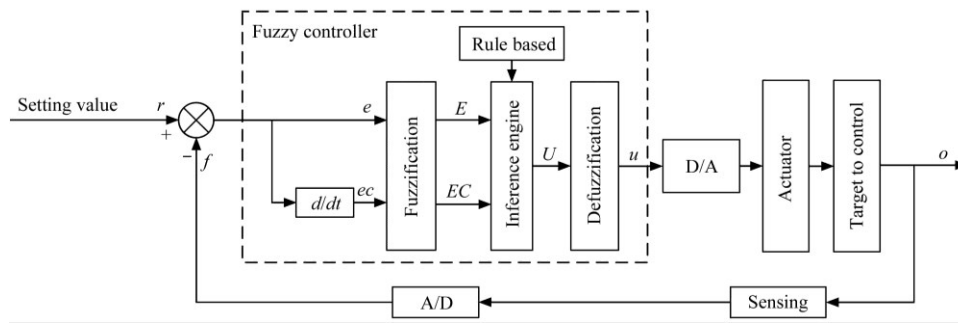 Fuzzy controller
Rule based
Setting value
r
+
−
f
e
d/dt
ec
Fuzzification
E
EC
Inference engine
U
Defuzzification
u
D/A
Actuator
Target to control
o
A/D
Sensing